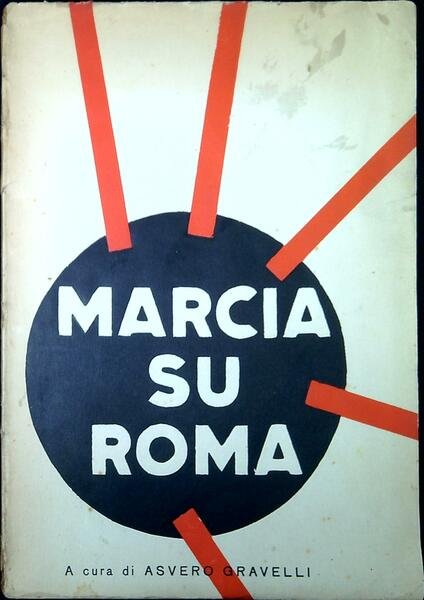 MARCIA
SU
ROMA
A cura di ASVERO GRAVELLI